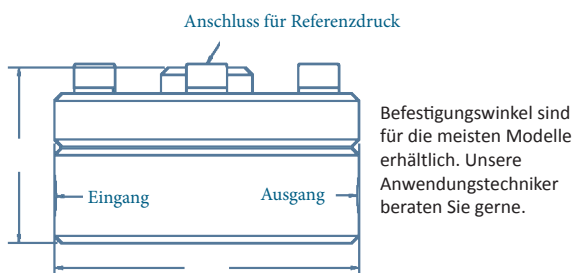 Anschluss für Referenzdruck
Befestigungswinkel sind
für die meisten Modelle
erhältlich. Unsere
Anwendungstechniker
beraten Sie gerne.
Eingang
Ausgang